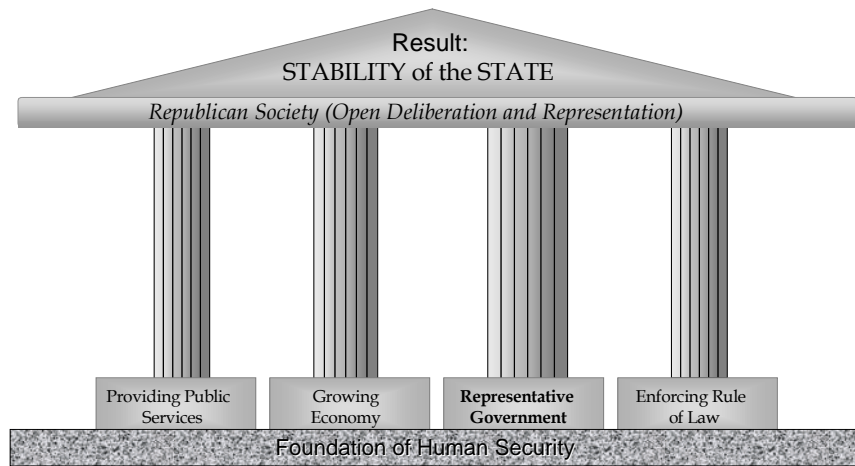 Result:
STABILITY of the STATE
Republican Society (Open Deliberation and Representation)
Providing Public
Services
Growing
Economy
Representative
Government
Enforcing Rule
of Law
Foundation of Human Security